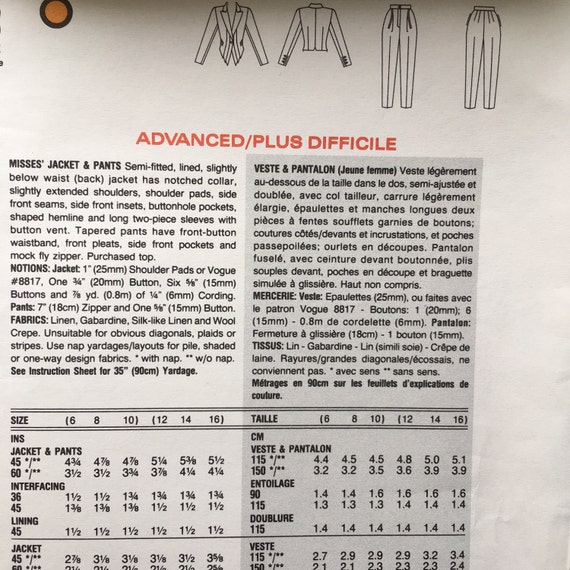 ADVANCED/PLUS DIFFICILE
MISSES' JACKET & PANTS Semi-fitted, lined, slightly
below waist (back) jacket has notched collar,
slightly extended shoulders, shoulder pads, side
front seams, side front insets, buttonhole pockets,
shaped hemline and long two-piece sleeves with
button vent. Tapered pants have front-button
waistband, front pleats, side front pockets and
mock fly zipper. Purchased top.
NOTIONS: Jacket: 1" (25mm) Shoulder Pads or Vogue
#8817, One ¾" (20mm) Button, Six ⅝" (15mm)
Buttons and ⅞ yd. (0.8m) of ¼" (6mm) Cording.
Pants: 7" (18cm) Zipper and One ⅝" (15mm) Button.
FABRICS: Linen, Gabardine, Silk-like Linen and Wool
Crepe. Unsuitable for obvious diagonals, plaids or
stripes. Use nap yardages/layouts for pile, shaded
or one-way design fabrics. * with nap. ** w/o nap.
See Instruction Sheet for 35" (90cm) Yardage.
VESTE & PANTALON (Jeune femme) Veste légèrement
au-dessous de la taille dans le dos, semi-ajustée et
doublée, avec col tailleur, carrure légèrement
élargie, épaulettes et manches longues deux
pièces à fentes soufflets garnies de boutons;
coutures côtés/devants et incrustations, et poches
passepoilées; ourlets en découpes. Pantalon
fuselé, avec ceinture devant boutonnée, plis
souples devant, poches en découpe et braguette
simulée à glissière. Haut non compris.
MERCERIE: Veste: Epaulettes (25mm), ou faites avec
le patron Vogue 8817 - Boutons: 1 (20mm); 6
(15mm) - 0.8m de cordelette (6mm). Pantalon:
Fermeture à glissière (18cm) - 1 bouton (15mm).
TISSUS: Lin - Gabardine - Lin (simili soie) - Crêpe de
laine. Rayures/grandes diagonales/écossais, ne
conviennent pas. * avec sens ** sans sens.
Métrages en 90cm sur les feuillets d'explications de
couture.
SIZE (6 8 10) (12 14 16)
INS
JACKET & PANTS
45 */** 4¾ 4⅞ 4⅞ 5¼ 5⅜ 5½
60 */** 3½ 3½ 3¾ 3⅞ 4¼ 4¼
INTERFACING
36 1½ 1½ 1¾ 1¾ 1¾ 1½
45 1⅜ 1⅜ 1½ 1½ 1½ 1½
LINING
45 1½ 1½ 1½ 1½ 1½ 1½
JACKET
45 */** 2⅞ 3⅛ 3⅛ 3⅛ 3½ 3⅝
TAILLE (6 8 10) (12 14 16)
CM
VESTE & PANTALON
115 */** 4.4 4.5 4.5 4.8 5.0 5.1
150 */** 3.2 3.2 3.5 3.6 3.9 3.9
ENTOILAGE
90 1.4 1.4 1.6 1.6 1.6 1.4
115 1.3 1.3 1.4 1.4 1.4 1.4
DOUBLURE
115 1.4 1.4 1.4 1.4 1.4 1.4
VESTE
115 */** 2.7 2.9 2.9 2.9 3.2 3.4
150 */** 2.1 2.1 2.3